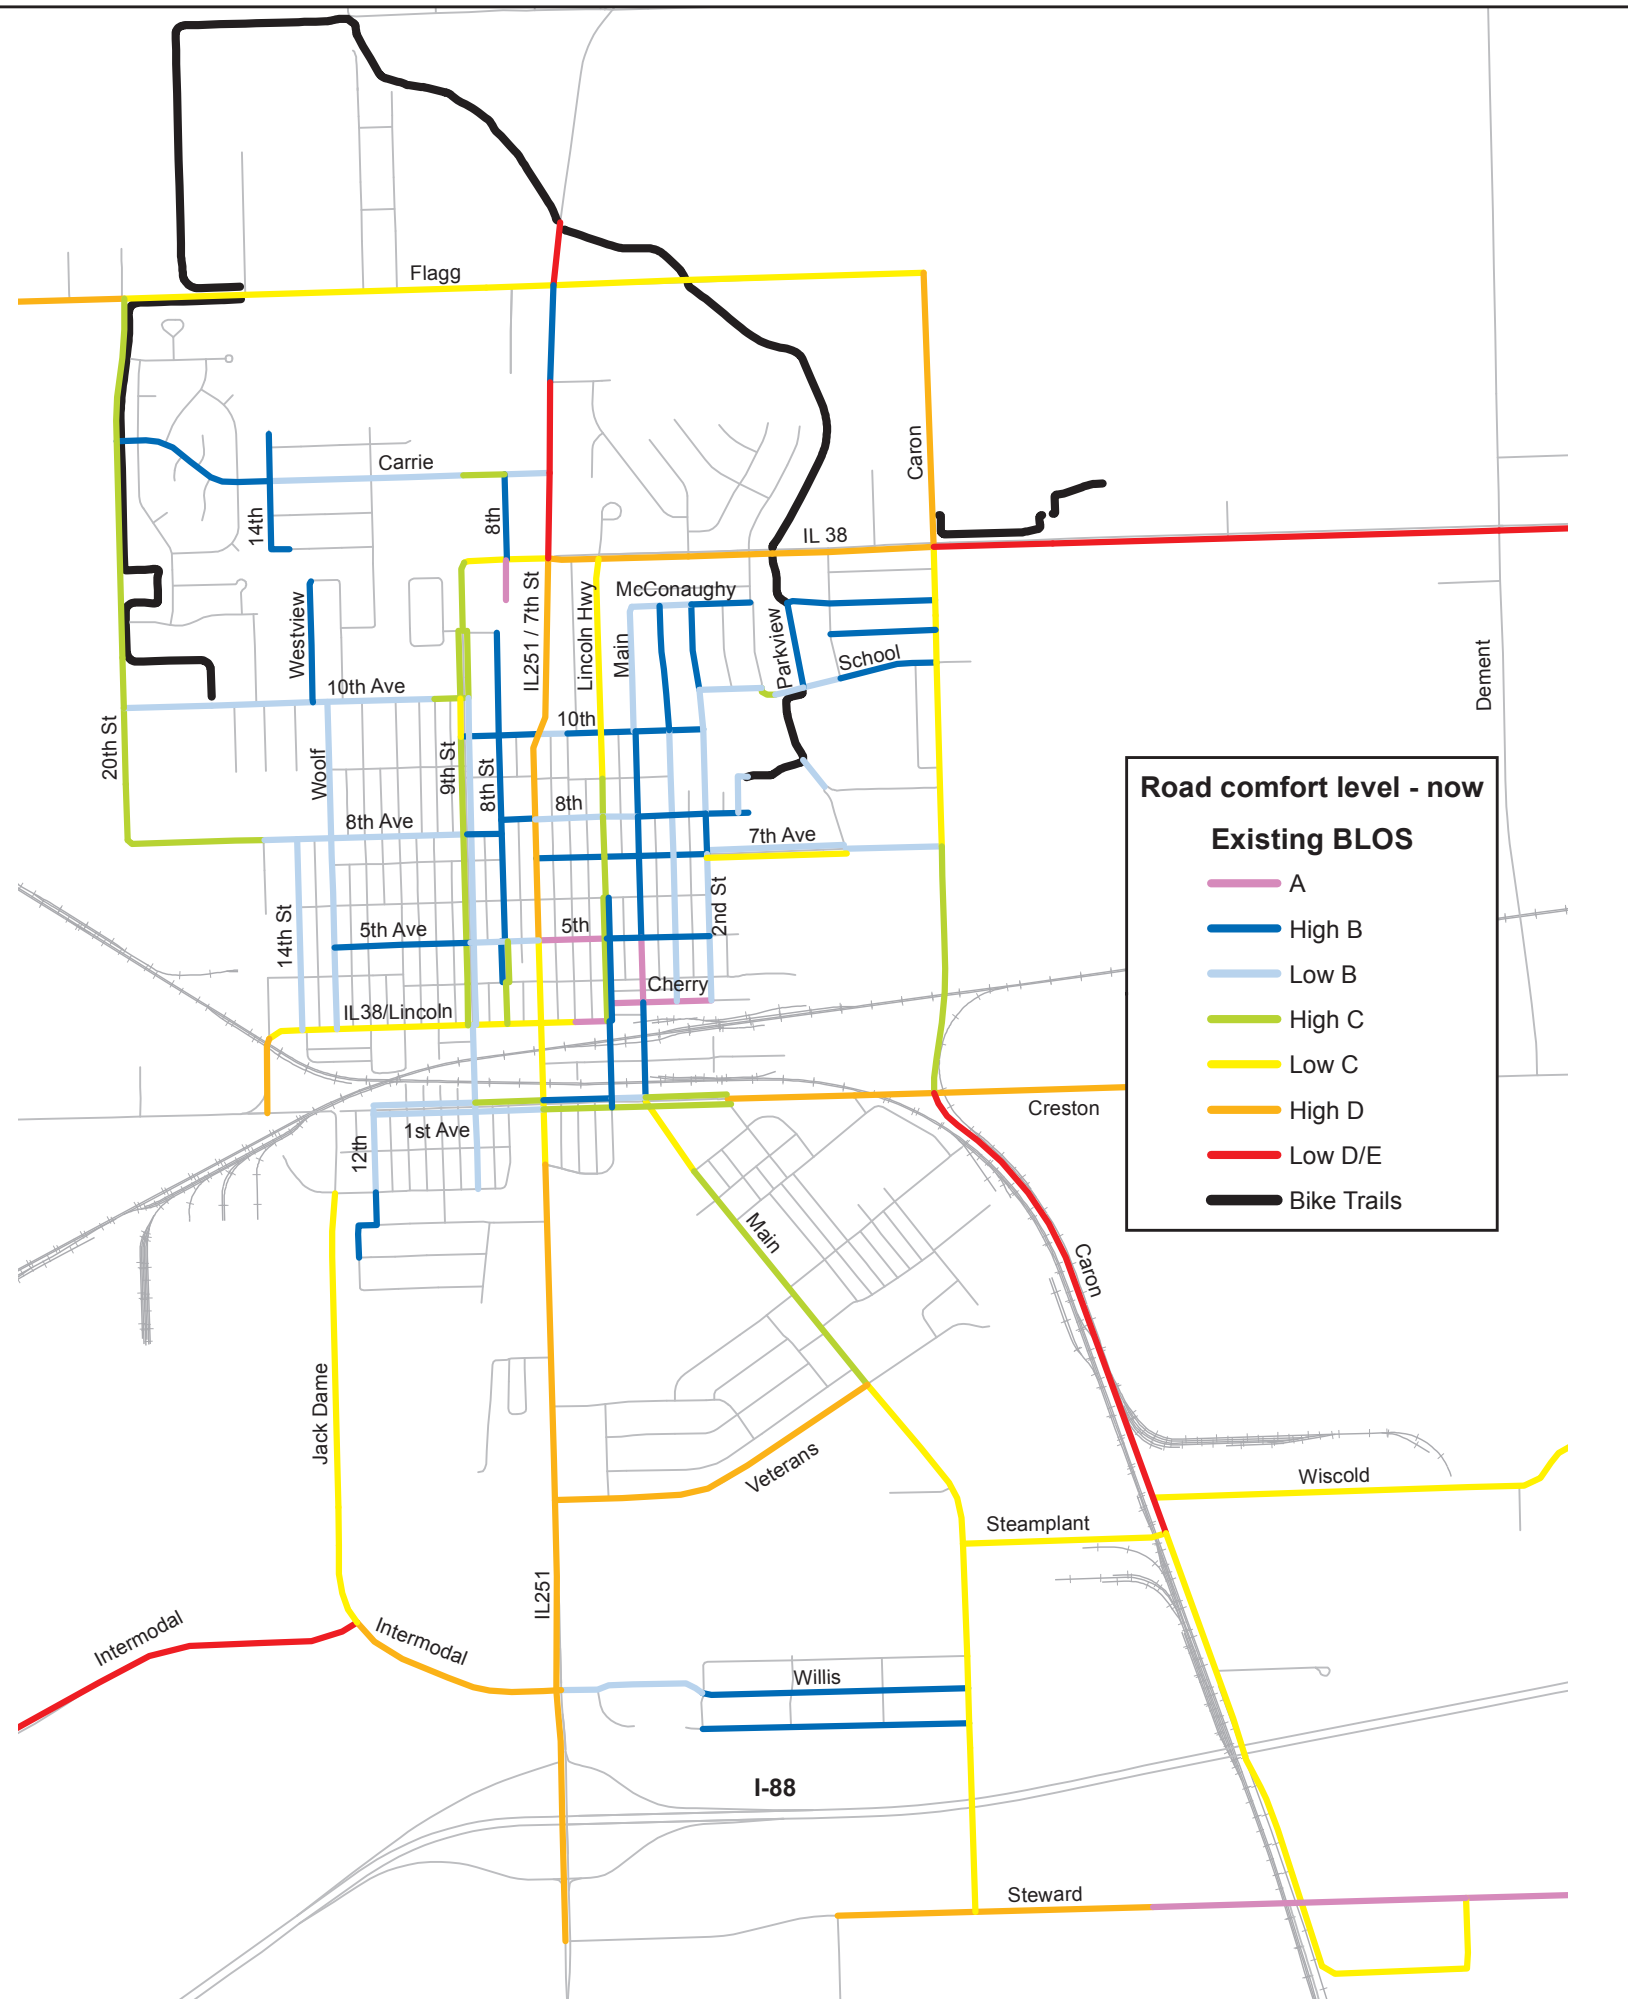 Flagg
Carrie
14th
8th
Caron
IL 38
Westview
IL251 / 7th St
Lincoln Hwy
McConaughy
Main
Parkview
School
Dement
10th Ave
10th
20th St
Woolf
9th St
8th St
8th Ave
8th
7th Ave
14th St
5th Ave
5th
2nd St
Cherry
IL38/Lincoln
12th
1st Ave
Creston
Main
Caron
Jack Dame
Veterans
Wiscold
Steamplant
IL251
Intermodal
Intermodal
Willis
I-88
Steward
Road comfort level - now
Existing BLOS
A
High B
Low B
High C
Low C
High D
Low D/E
Bike Trails